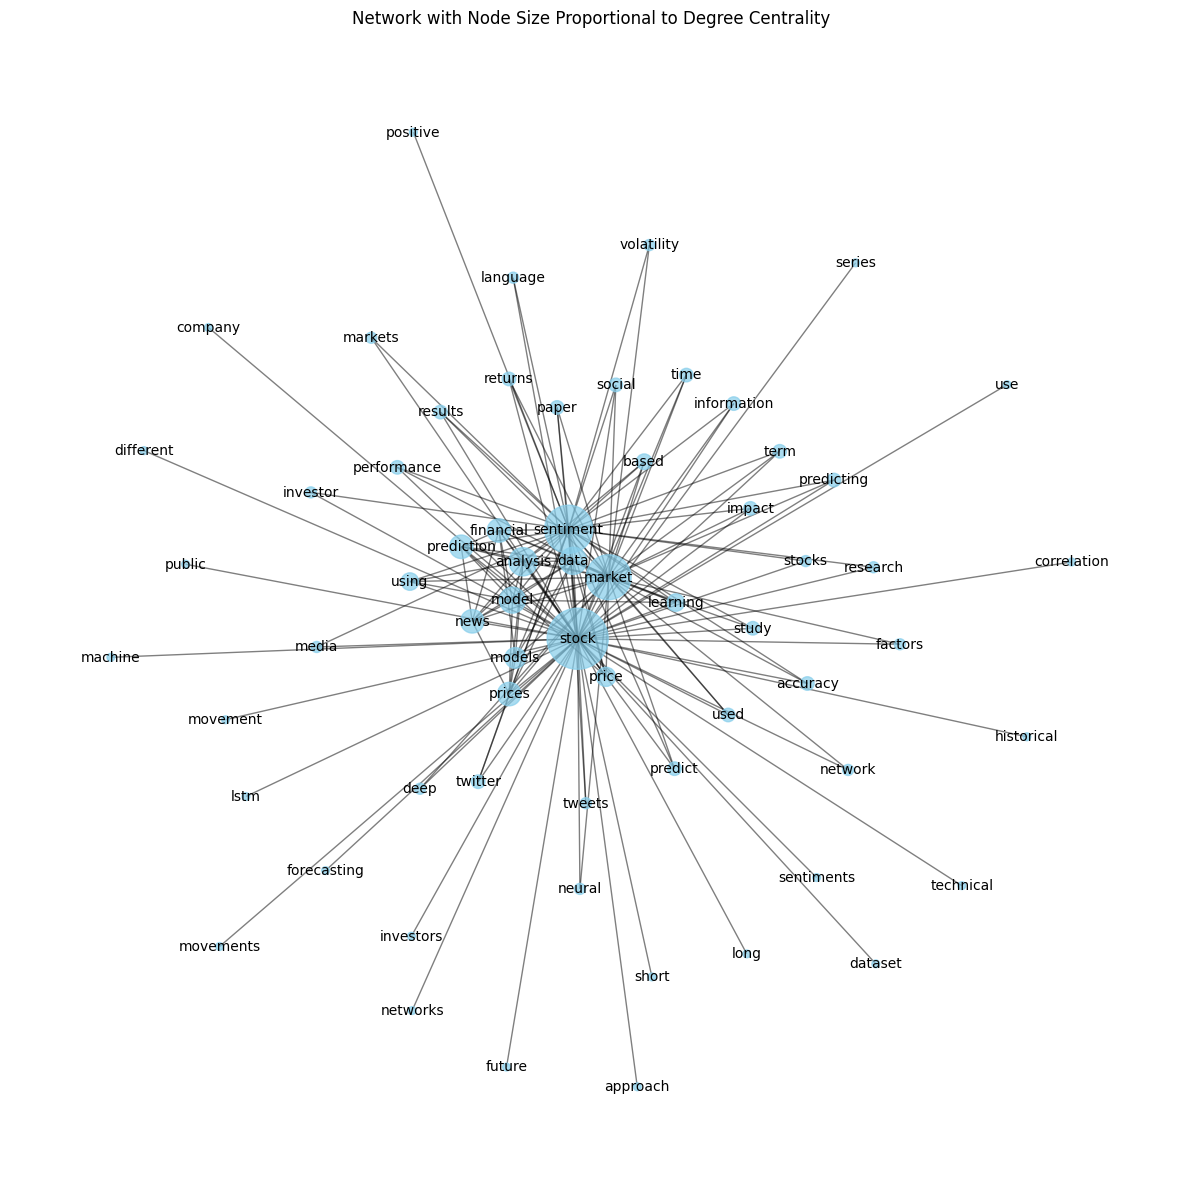 Network with Node Size Proportional to Degree Centrality
positive
volatility
series
language
company
markets
returns
social
time
use
results
paper
information
different
performance
based
term
predicting
investor
impact
financial
sentiment
prediction
analysis
data
stocks
correlation
public
using
market
research
model
learning
news
study
stock
factors
machine
media
models
price
accuracy
prices
movement
used
historical
predict
network
deep
twitter
lstm
tweets
forecasting
neural
sentiments
technical
investors
movements
long
dataset
short
networks
future
approach